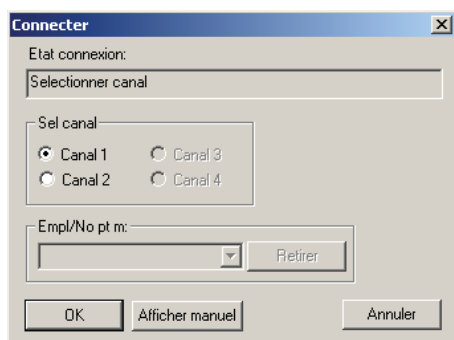 Connecter
Etat connexion:
Selectionner canal
Sel canal
Canal 1 Canal 3
Canal 2 Canal 4
Empl/No pt m:
Retirer
OK Afficher manuel Annuler